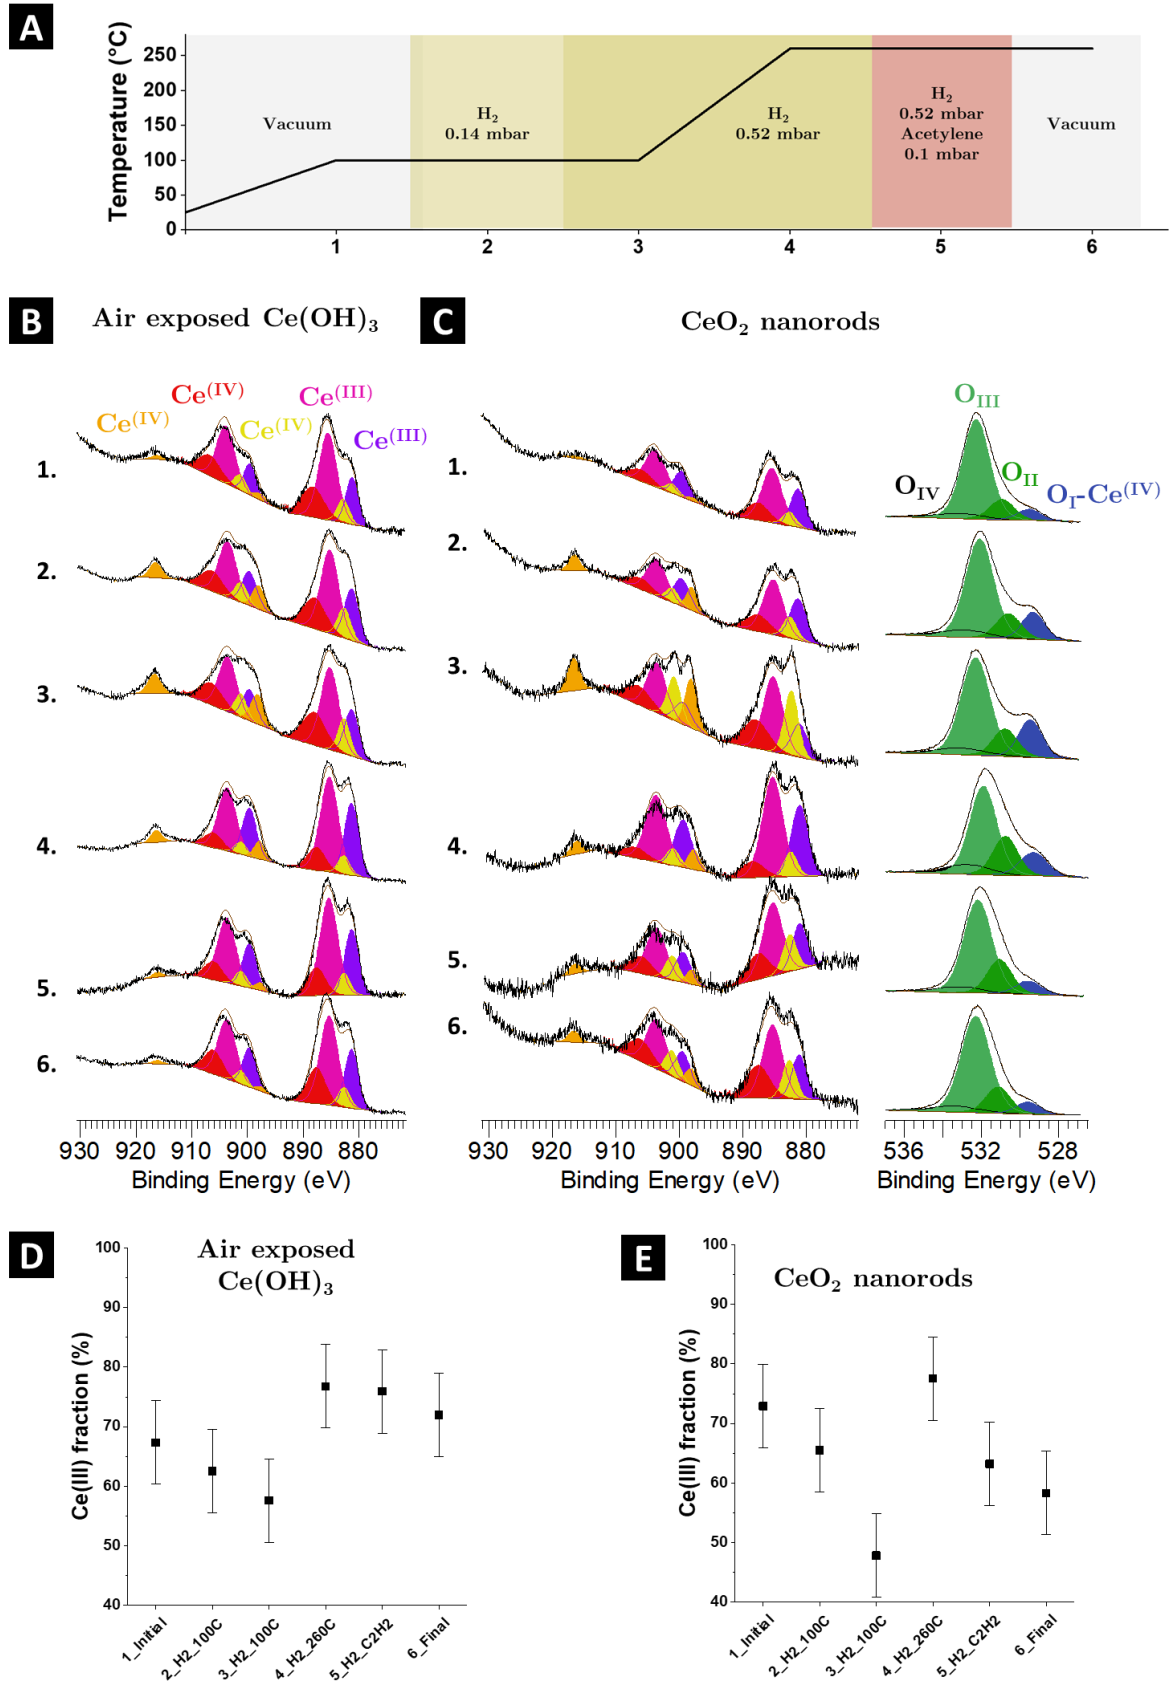 A
Temperature (°C)
250
200
150
100
50
0
Vacuum
H₂
0.14 mbar
H₂
0.52 mbar
H₂
0.52 mbar
Acetylene
0.1 mbar
Vacuum
1 2 3 4 5 6
B
Air exposed Ce(OH)₃
Ce(IV)
Ce(IV)
Ce(IV)
Ce(III)
Ce(III)
1.
2.
3.
4.
5.
6.
930 920 910 900 890 880
Binding Energy (eV)
C
CeO₂ nanorods
1.
2.
3.
4.
5.
6.
930 920 910 900 890 880
Binding Energy (eV)
O_III
O_II
O_IV
O_I-Ce(IV)
536 532 528
Binding Energy (eV)
D
Air exposed
Ce(OH)₃
Ce(III) fraction (%)
100
90
80
70
60
50
40
1_Initial
2_H2_100C
3_H2_100C
4_H2_260C
5_H2_C2H2
6_Final
E
CeO₂ nanorods
Ce(III) fraction (%)
100
90
80
70
60
50
40
1_Initial
2_H2_100C
3_H2_100C
4_H2_260C
5_H2_C2H2
6_Final